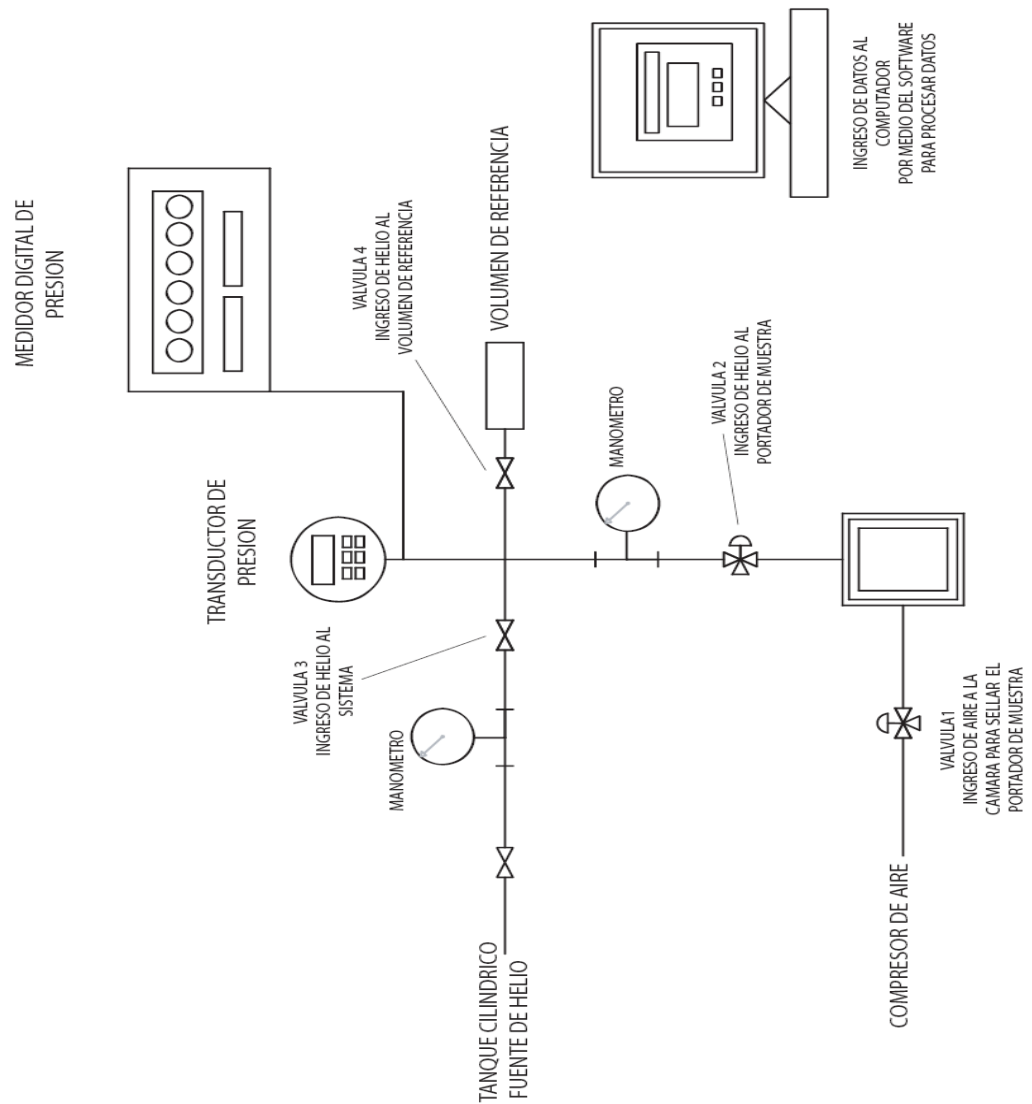 MEDIDOR DIGITAL DE
PRESION
TRANSDUCTOR DE
PRESION
VALVULA 4
INGRESO DE HELIO AL
VOLUMEN DE REFERENCIA
VOLUMEN DE REFERENCIA
VALVULA 3
INGRESO DE HELIO AL
SISTEMA
MANOMETRO
MANOMETRO
VALVULA 2
INGRESO DE HELIO AL
PORTADOR DE MUESTRA
TANQUE CILINDRICO
FUENTE DE HELIO
COMPRESOR DE AIRE
VALVULA1
INGRESO DE AIRE A LA
CAMARA PARA SELLAR EL
PORTADOR DE MUESTRA
INGRESO DE DATOS AL
COMPUTADOR
POR MEDIO DEL SOFTWARE
PARA PROCESAR DATOS